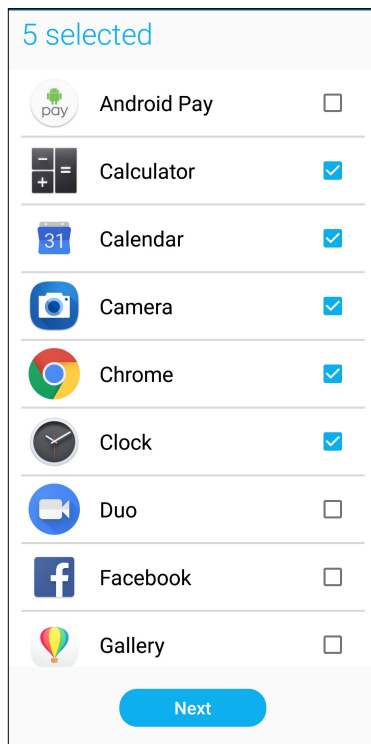 5 selected
pay
Android Pay
Calculator
31
Calendar
Camera
Chrome
Clock
Duo
f
Facebook
Gallery
Next